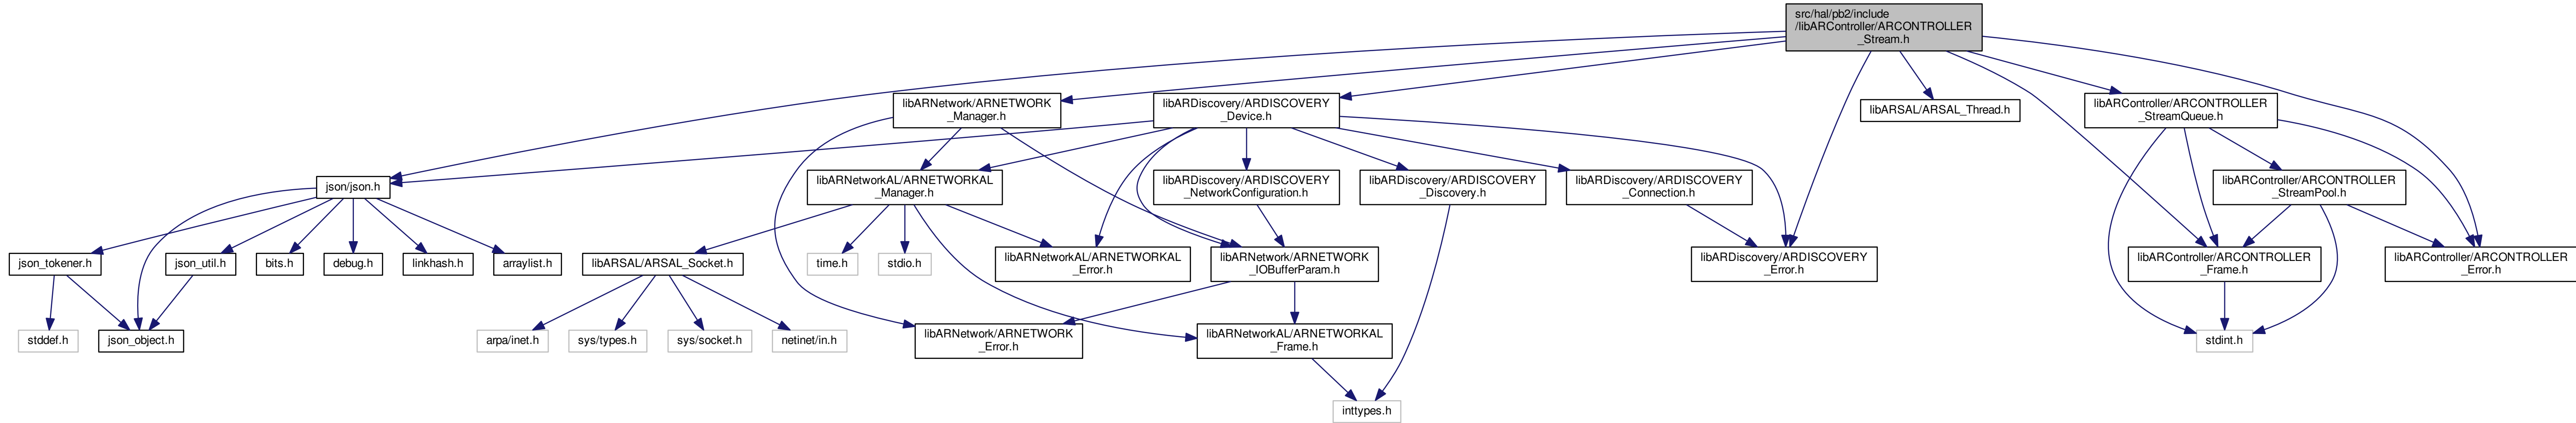 src/hal/pb2/include
/libARController/ARCONTROLLER
_Stream.h
libARNetwork/ARNETWORK
_Manager.h
libARDiscovery/ARDISCOVERY
_Device.h
libARSAL/ARSAL_Thread.h
libARController/ARCONTROLLER
_StreamQueue.h
json/json.h
libARNetworkAL/ARNETWORKAL
_Manager.h
libARDiscovery/ARDISCOVERY
_NetworkConfiguration.h
libARDiscovery/ARDISCOVERY
_Discovery.h
libARDiscovery/ARDISCOVERY
_Connection.h
libARController/ARCONTROLLER
_StreamPool.h
json_tokener.h
json_util.h
bits.h
debug.h
linkhash.h
arraylist.h
libARSAL/ARSAL_Socket.h
time.h
stdio.h
libARNetworkAL/ARNETWORKAL
_Error.h
libARNetwork/ARNETWORK
_IOBufferParam.h
libARDiscovery/ARDISCOVERY
_Error.h
libARController/ARCONTROLLER
_Frame.h
libARController/ARCONTROLLER
_Error.h
stddef.h
json_object.h
arpa/inet.h
sys/types.h
sys/socket.h
netinet/in.h
libARNetwork/ARNETWORK
_Error.h
libARNetworkAL/ARNETWORKAL
_Frame.h
stdint.h
inttypes.h